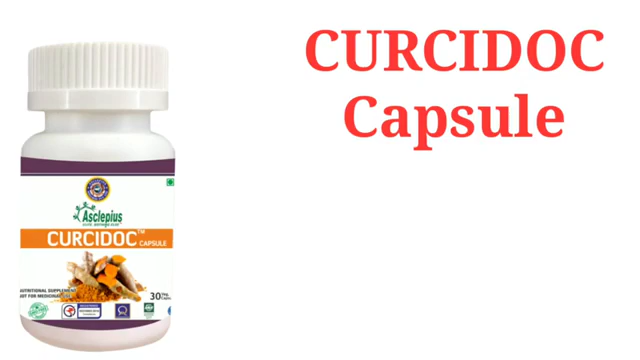 CURCIDOC
Capsule
Asclepius
CURCIDOC™ CAPSULE
NUTRITIONAL SUPPLEMENT
NOT FOR MEDICINAL USE
30